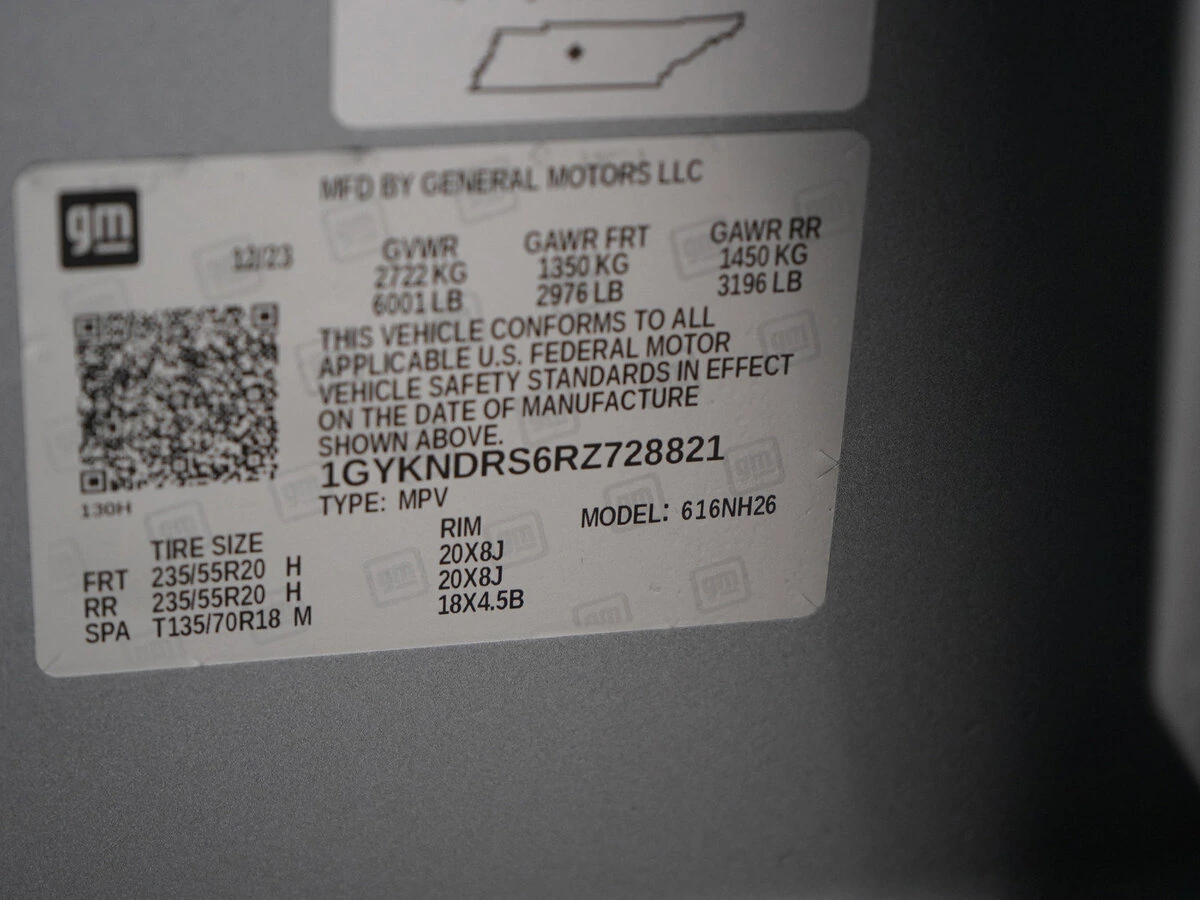 gm
MFD BY GENERAL MOTORS LLC
12/23 GVWR GAWR FRT GAWR RR
2722 KG 1350 KG 1450 KG
6001 LB 2976 LB 3196 LB
THIS VEHICLE CONFORMS TO ALL
APPLICABLE U.S. FEDERAL MOTOR
VEHICLE SAFETY STANDARDS IN EFFECT
ON THE DATE OF MANUFACTURE
SHOWN ABOVE.
1GYKNDRS6RZ728821
130H
TYPE: MPV
MODEL: 616NH26
TIRE SIZE RIM
FRT 235/55R20 H 20X8J
RR 235/55R20 H 20X8J
SPA T135/70R18 M 18X4.5B